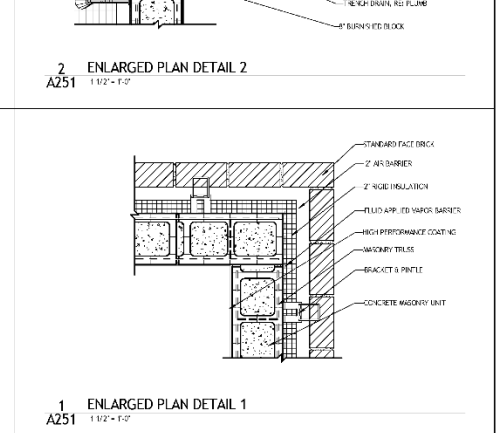 TRENCH DRAIN, RE: PLUMB
8" BURNISHED BLOCK
2 ENLARGED PLAN DETAIL 2
A251 1 1/2" = 1'-0"
STANDARD FACE BRICK
2" AIR BARRIER
2" RIGID INSULATION
FLUID APPLIED VAPOR BARRIER
HIGH PERFORMANCE COATING
MASONRY TRUSS
BRACKET & PINTLE
CONCRETE MASONRY UNIT
1 ENLARGED PLAN DETAIL 1
A251 1 1/2" = 1'-0"